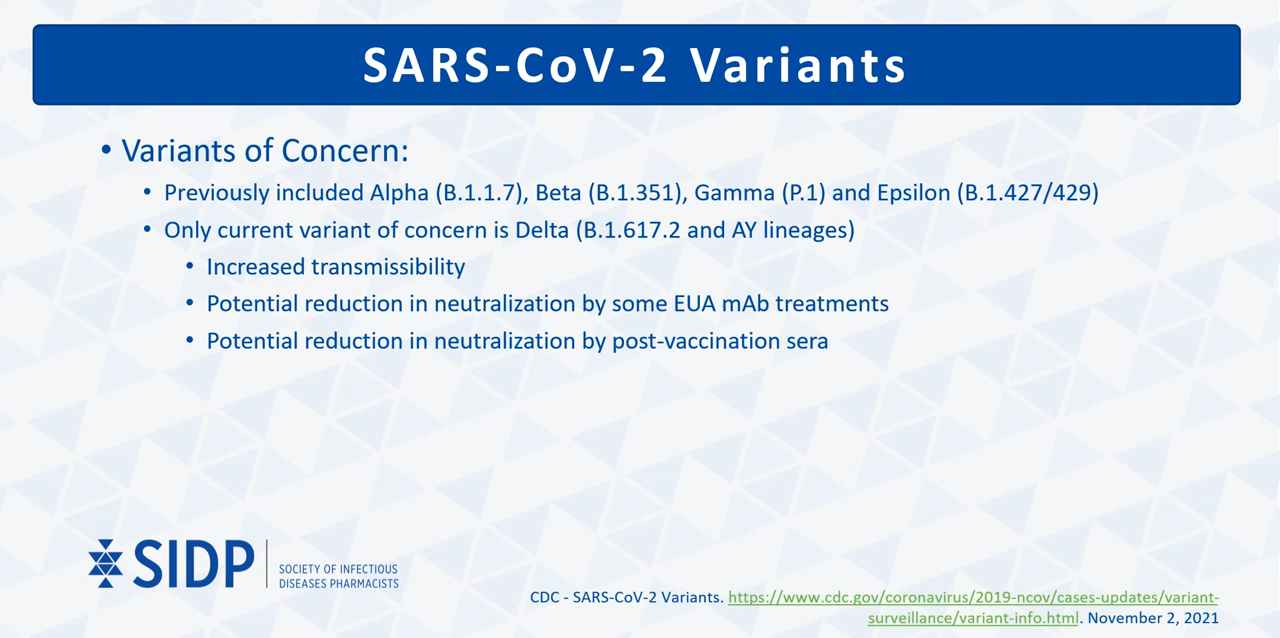 SARS-CoV-2 Variants
• Variants of Concern:
• Previously included Alpha (B.1.1.7), Beta (B.1.351), Gamma (P.1) and Epsilon (B.1.427/429)
• Only current variant of concern is Delta (B.1.617.2 and AY lineages)
• Increased transmissibility
• Potential reduction in neutralization by some EUA mAb treatments
• Potential reduction in neutralization by post-vaccination sera
SIDP
SOCIETY OF INFECTIOUS
DISEASES PHARMACISTS
CDC - SARS-CoV-2 Variants. https://www.cdc.gov/coronavirus/2019-ncov/cases-updates/variant-
surveillance/variant-info.html. November 2, 2021